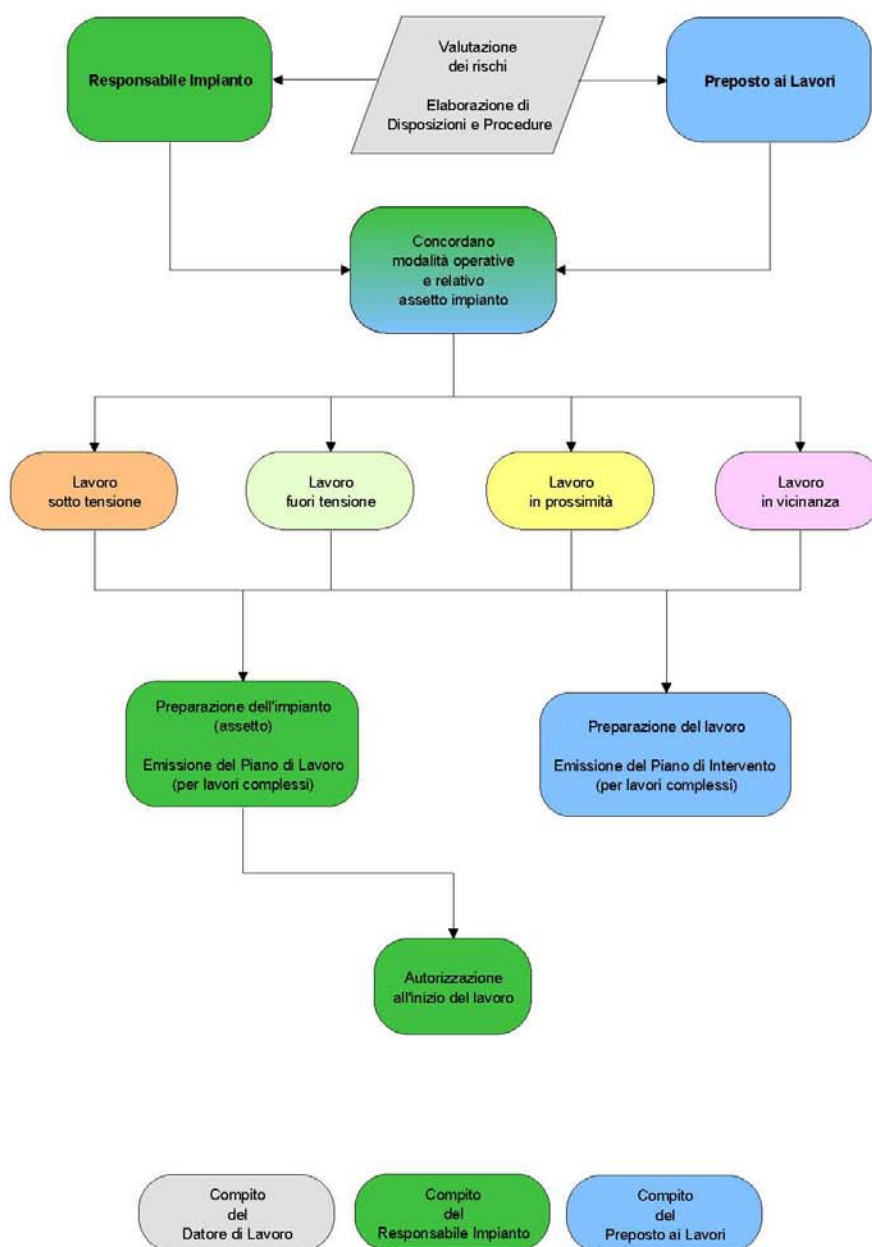 Responsabile Impianto
Valutazione
dei rischi
Elaborazione di
Disposizioni e Procedure
Preposto ai Lavori
Concordano
modalità operative
e relativo
assetto impianto
Lavoro
sotto tensione
Lavoro
fuori tensione
Lavoro
in prossimità
Lavoro
in vicinanza
Preparazione dell'impianto
(assetto)
Emissione del Piano di Lavoro
(per lavori complessi)
Preparazione del lavoro
Emissione del Piano di Intervento
(per lavori complessi)
Autorizzazione
all'inizio del lavoro
Compito
del
Datore di Lavoro
Compito
del
Responsabile Impianto
Compito
del
Preposto ai Lavori